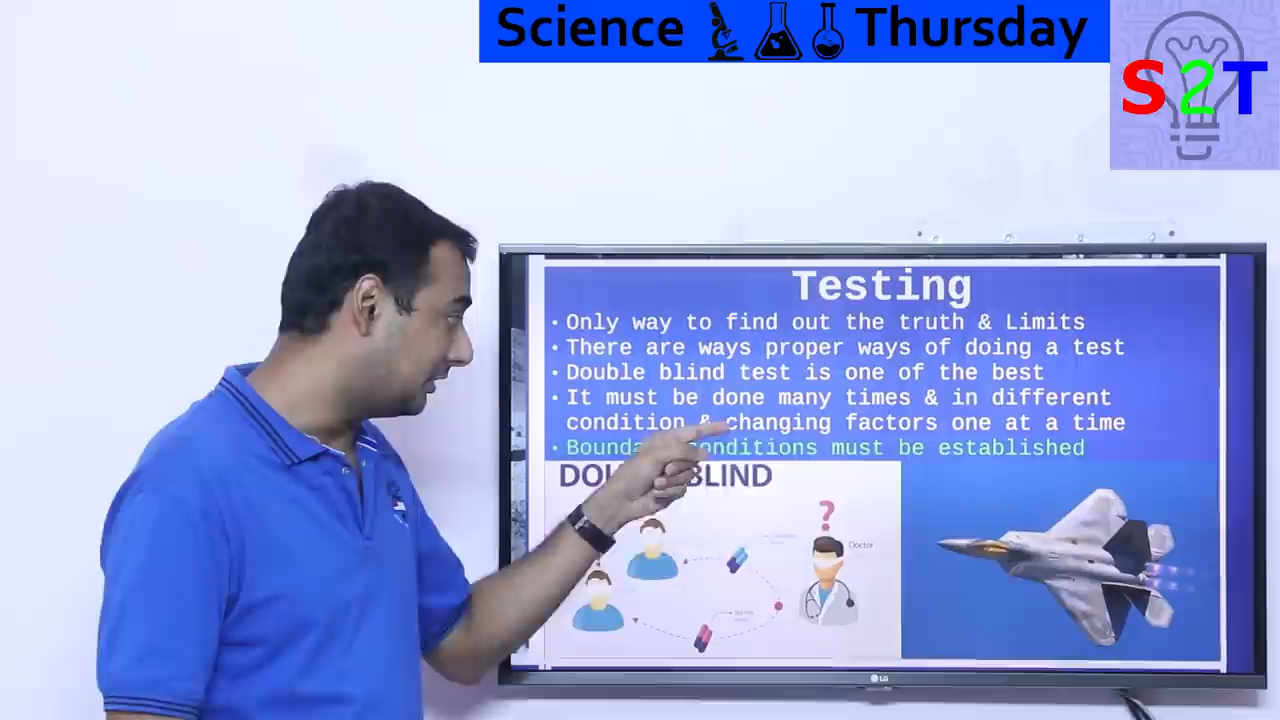 Science Thursday
S2T
Testing
• Only way to find out the truth & Limits
• There are ways proper ways of doing a test
• Double blind test is one of the best
• It must be done many times & in different
condition & changing factors one at a time
• Boundary conditions must be established
DOUBLE BLIND
?
Doctor
LG